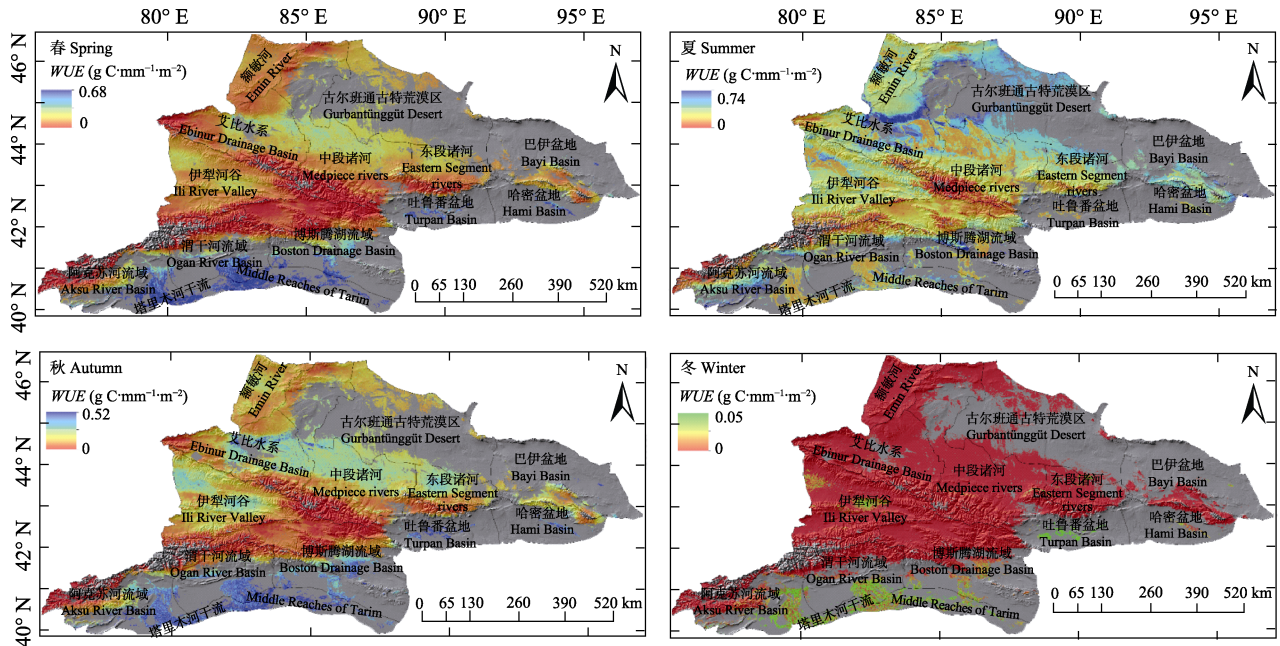 80° E 85° E 90° E 95° E
80° E 85° E 90° E 95° E
46° N
44° N
42° N
40° N
春 Spring
WUE (g C·mm⁻¹·m⁻²)
0.68
0
N
额敏河
Emin River
古尔班通古特荒漠区
Gurbantünggüt Desert
艾比水系
Ebinur Drainage Basin
中段诸河
Medpiece rivers
东段诸河
Eastern Segment
rivers
巴伊盆地
Bayi Basin
伊犁河谷
Ili River Valley
吐鲁番盆地
Turpan Basin
哈密盆地
Hami Basin
渭干河流域
Ogan River Basin
博斯腾湖流域
Boston Drainage Basin
阿克苏河流域
Aksu River Basin
塔里木河干流
Middle Reaches of Tarim
0 65 130 260 390 520 km
夏 Summer
WUE (g C·mm⁻¹·m⁻²)
0.74
0
N
额敏河
Emin River
古尔班通古特荒漠区
Gurbantünggüt Desert
艾比水系
Ebinur Drainage Basin
中段诸河
Medpiece rivers
东段诸河
Eastern Segment
rivers
巴伊盆地
Bayi Basin
伊犁河谷
Ili River Valley
吐鲁番盆地
Turpan Basin
哈密盆地
Hami Basin
渭干河流域
Ogan River Basin
博斯腾湖流域
Boston Drainage Basin
阿克苏河流域
Aksu River Basin
塔里木河干流
Middle Reaches of Tarim
0 65 130 260 390 520 km
46° N
44° N
42° N
40° N
秋 Autumn
WUE (g C·mm⁻¹·m⁻²)
0.52
0
N
额敏河
Emin River
古尔班通古特荒漠区
Gurbantünggüt Desert
艾比水系
Ebinur Drainage Basin
中段诸河
Medpiece rivers
东段诸河
Eastern Segment
rivers
巴伊盆地
Bayi Basin
伊犁河谷
Ili River Valley
吐鲁番盆地
Turpan Basin
哈密盆地
Hami Basin
渭干河流域
Ogan River Basin
博斯腾湖流域
Boston Drainage Basin
阿克苏河流域
Aksu River Basin
塔里木河干流
Middle Reaches of Tarim
0 65 130 260 390 520 km
冬 Winter
WUE (g C·mm⁻¹·m⁻²)
0.05
0
N
额敏河
Emin River
古尔班通古特荒漠区
Gurbantünggüt Desert
艾比水系
Ebinur Drainage Basin
中段诸河
Medpiece rivers
东段诸河
Eastern Segment
rivers
巴伊盆地
Bayi Basin
伊犁河谷
Ili River Valley
吐鲁番盆地
Turpan Basin
哈密盆地
Hami Basin
渭干河流域
Ogan River Basin
博斯腾湖流域
Boston Drainage Basin
阿克苏河流域
Aksu River Basin
塔里木河干流
Middle Reaches of Tarim
0 65 130 260 390 520 km